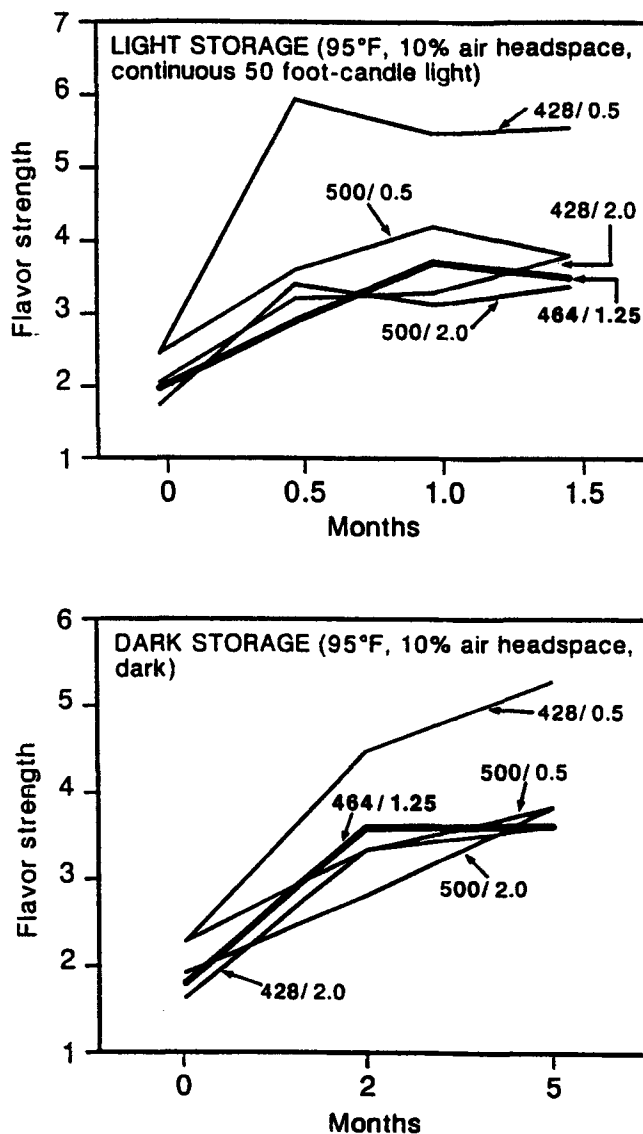 7
LIGHT STORAGE (95°F, 10% air headspace,
continuous 50 foot-candle light)
6
428/ 0.5
5
500/ 0.5
428/ 2.0
4
3
464/ 1.25
500/ 2.0
2
1
Flavor strength
0 0.5 1.0 1.5
Months
6
DARK STORAGE (95°F, 10% air headspace,
dark)
5
428/ 0.5
500/ 0.5
4
464/ 1.25
3
500/ 2.0
2
428/ 2.0
1
Flavor strength
0 2 5
Months